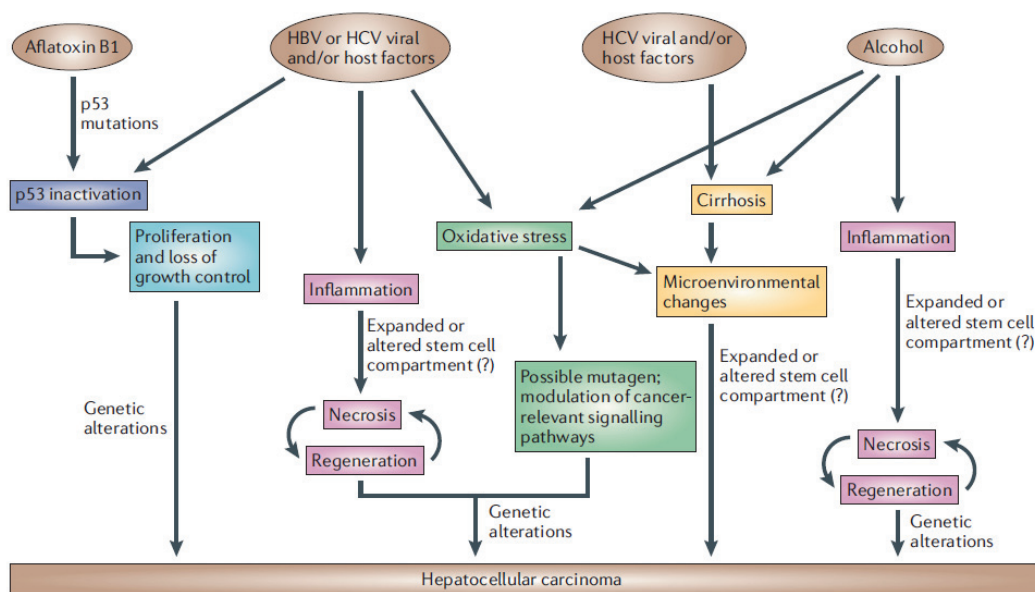 Aflatoxin B1
HBV or HCV viral
and/or host factors
HCV viral and/or
host factors
Alcohol
p53
mutations
p53 inactivation
Proliferation
and loss of
growth control
Genetic
alterations
Inflammation
Expanded or
altered stem cell
compartment (?)
Necrosis
Regeneration
Oxidative stress
Possible mutagen;
modulation of cancer-
relevant signalling
pathways
Genetic
alterations
Cirrhosis
Microenvironmental
changes
Expanded or
altered stem cell
compartment (?)
Inflammation
Expanded or
altered stem cell
compartment (?)
Necrosis
Regeneration
Genetic
alterations
Hepatocellular carcinoma